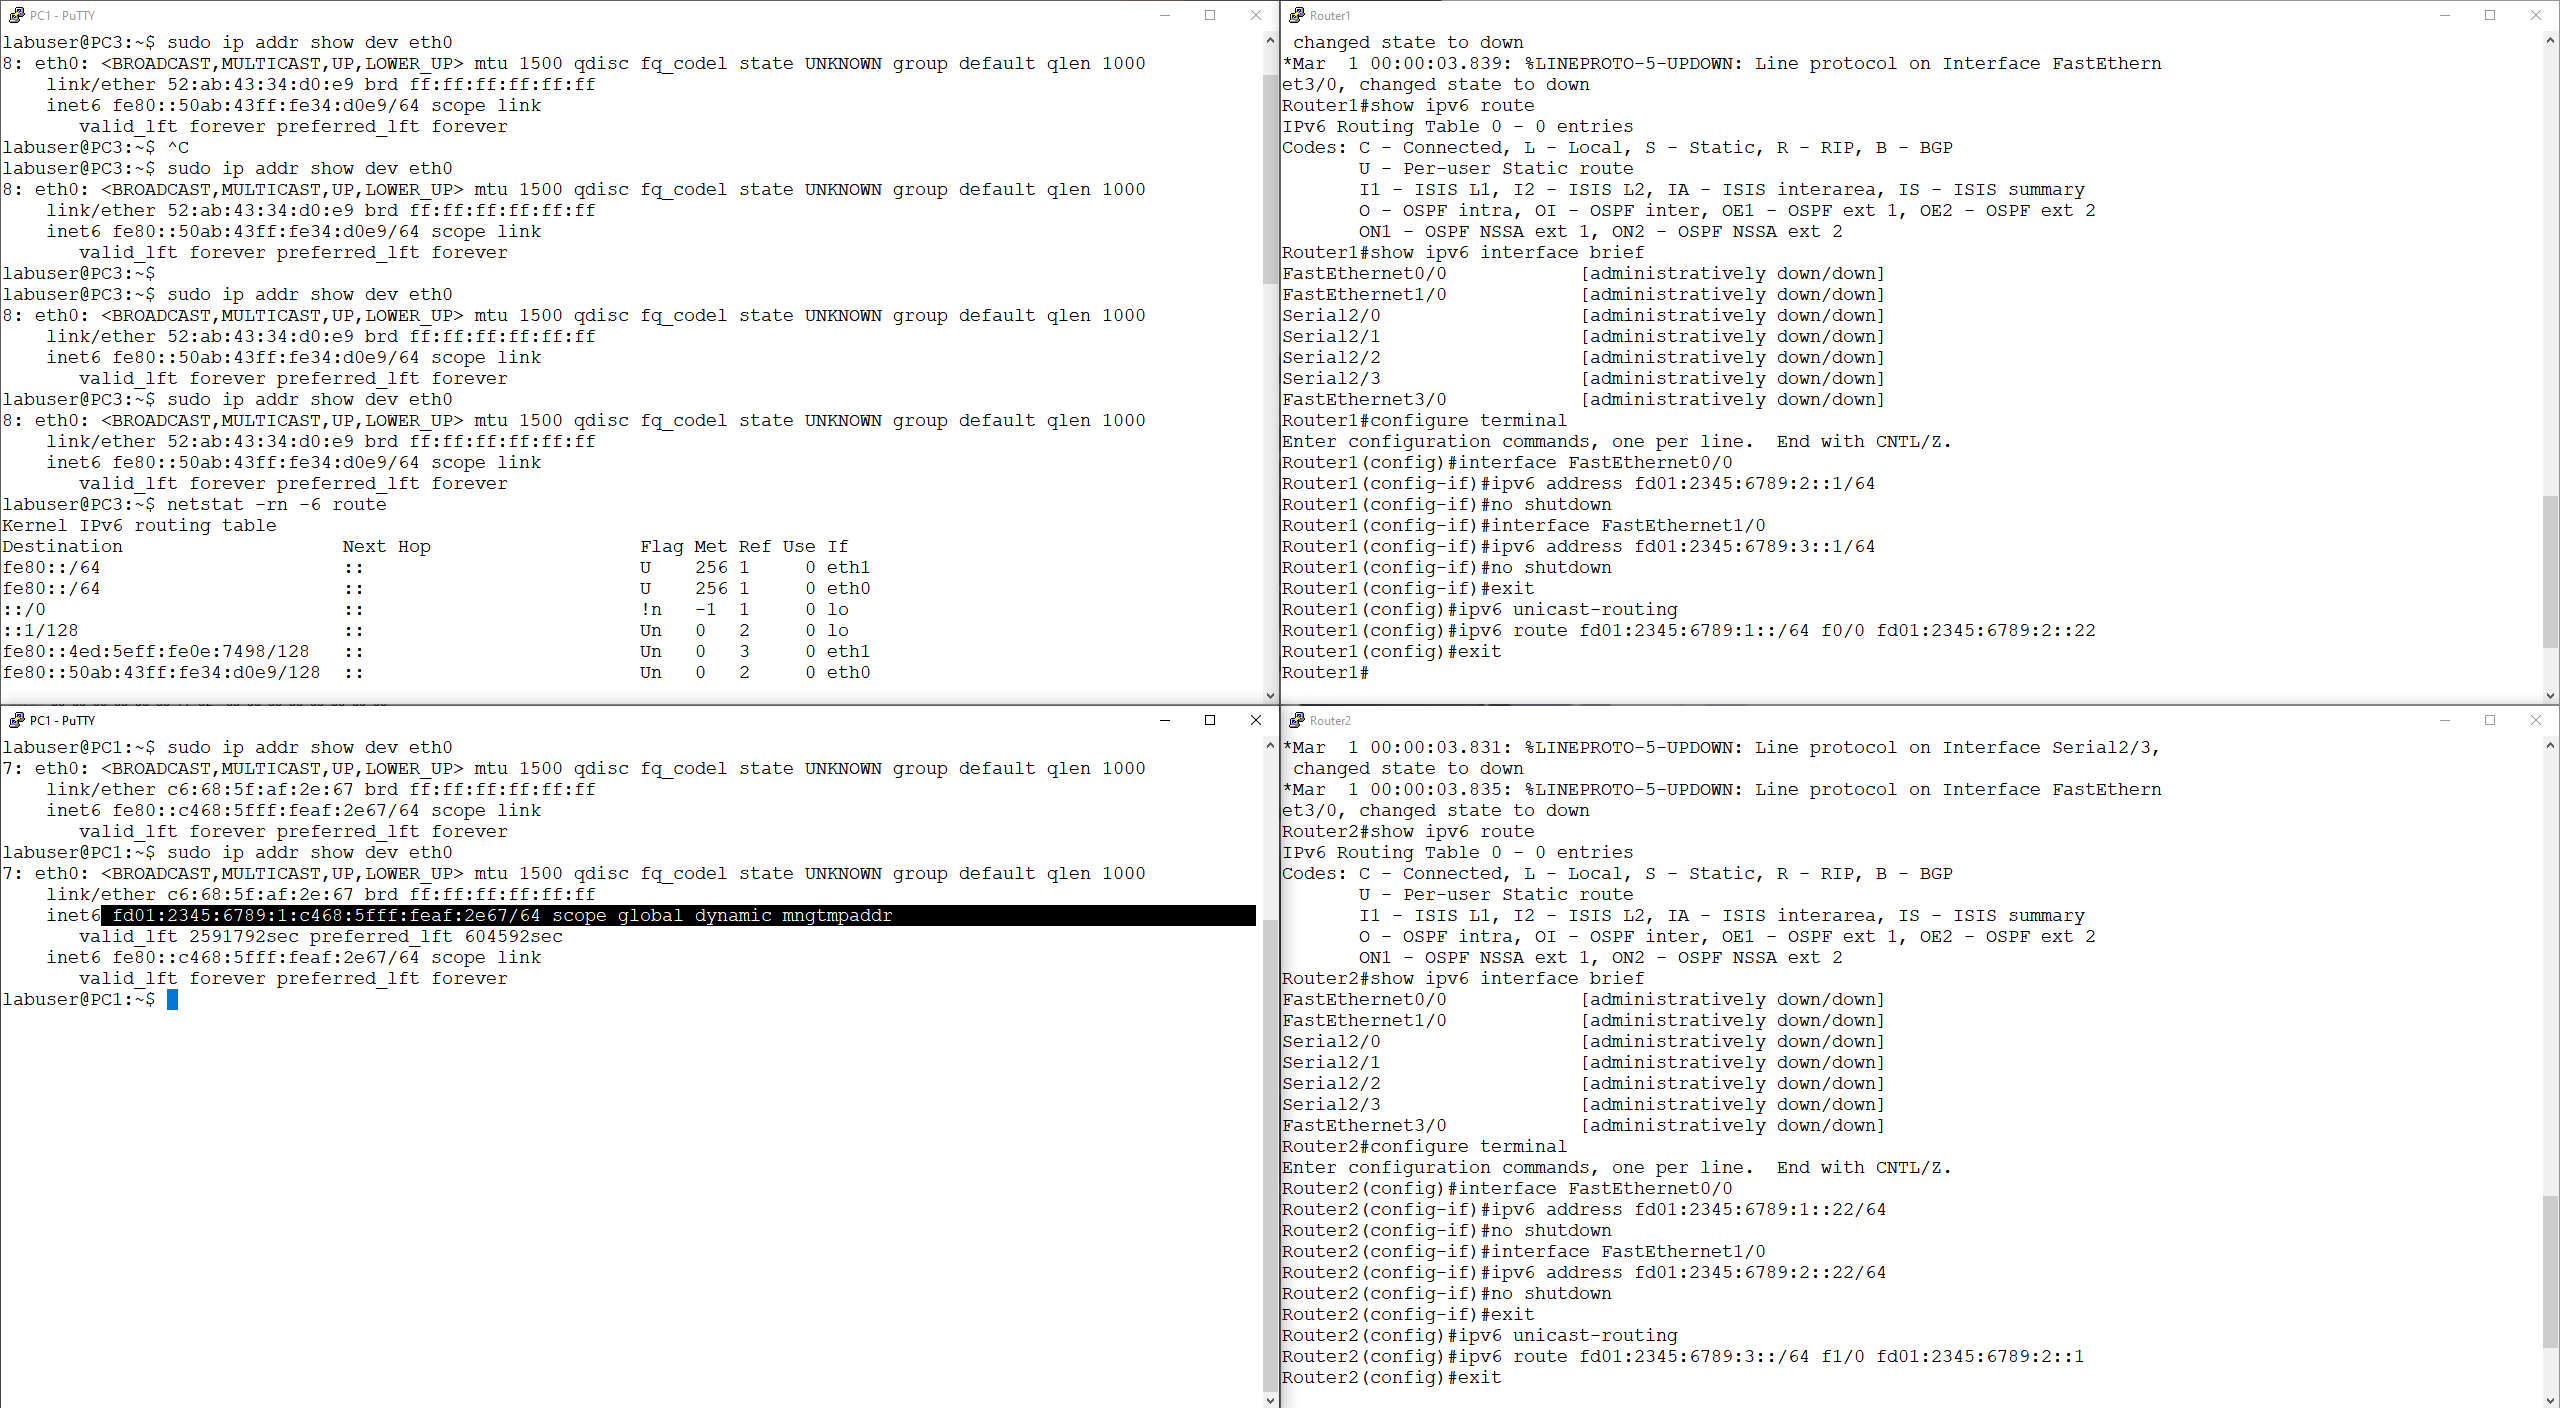 PC1 - PuTTY
labuser@PC3:~$ sudo ip addr show dev eth0
8: eth0: <BROADCAST,MULTICAST,UP,LOWER_UP> mtu 1500 qdisc fq_codel state UNKNOWN group default qlen 1000
    link/ether 52:ab:43:34:d0:e9 brd ff:ff:ff:ff:ff:ff
    inet6 fe80::50ab:43ff:fe34:d0e9/64 scope link
       valid_lft forever preferred_lft forever
labuser@PC3:~$ ^C
labuser@PC3:~$ sudo ip addr show dev eth0
8: eth0: <BROADCAST,MULTICAST,UP,LOWER_UP> mtu 1500 qdisc fq_codel state UNKNOWN group default qlen 1000
    link/ether 52:ab:43:34:d0:e9 brd ff:ff:ff:ff:ff:ff
    inet6 fe80::50ab:43ff:fe34:d0e9/64 scope link
       valid_lft forever preferred_lft forever
labuser@PC3:~$
labuser@PC3:~$ sudo ip addr show dev eth0
8: eth0: <BROADCAST,MULTICAST,UP,LOWER_UP> mtu 1500 qdisc fq_codel state UNKNOWN group default qlen 1000
    link/ether 52:ab:43:34:d0:e9 brd ff:ff:ff:ff:ff:ff
    inet6 fe80::50ab:43ff:fe34:d0e9/64 scope link
       valid_lft forever preferred_lft forever
labuser@PC3:~$ sudo ip addr show dev eth0
8: eth0: <BROADCAST,MULTICAST,UP,LOWER_UP> mtu 1500 qdisc fq_codel state UNKNOWN group default qlen 1000
    link/ether 52:ab:43:34:d0:e9 brd ff:ff:ff:ff:ff:ff
    inet6 fe80::50ab:43ff:fe34:d0e9/64 scope link
       valid_lft forever preferred_lft forever
labuser@PC3:~$ netstat -rn -6 route
Kernel IPv6 routing table
Destination                    Next Hop                   Flag Met Ref Use If
fe80::/64                      ::                         U    256 1     0 eth1
fe80::/64                      ::                         U    256 1     0 eth0
::/0                           ::                         !n   -1  1     0 lo
::1/128                        ::                         Un   0   2     0 lo
fe80::4ed:5eff:fe0e:7498/128   ::                         Un   0   3     0 eth1
fe80::50ab:43ff:fe34:d0e9/128  ::                         Un   0   2     0 eth0
Router1
 changed state to down
*Mar  1 00:00:03.839: %LINEPROTO-5-UPDOWN: Line protocol on Interface FastEthern
et3/0, changed state to down
Router1#show ipv6 route
IPv6 Routing Table 0 - 0 entries
Codes: C - Connected, L - Local, S - Static, R - RIP, B - BGP
       U - Per-user Static route
       I1 - ISIS L1, I2 - ISIS L2, IA - ISIS interarea, IS - ISIS summary
       O - OSPF intra, OI - OSPF inter, OE1 - OSPF ext 1, OE2 - OSPF ext 2
       ON1 - OSPF NSSA ext 1, ON2 - OSPF NSSA ext 2
Router1#show ipv6 interface brief
FastEthernet0/0            [administratively down/down]
FastEthernet1/0            [administratively down/down]
Serial2/0                  [administratively down/down]
Serial2/1                  [administratively down/down]
Serial2/2                  [administratively down/down]
Serial2/3                  [administratively down/down]
FastEthernet3/0            [administratively down/down]
Router1#configure terminal
Enter configuration commands, one per line.  End with CNTL/Z.
Router1(config)#interface FastEthernet0/0
Router1(config-if)#ipv6 address fd01:2345:6789:2::1/64
Router1(config-if)#no shutdown
Router1(config-if)#interface FastEthernet1/0
Router1(config-if)#ipv6 address fd01:2345:6789:3::1/64
Router1(config-if)#no shutdown
Router1(config-if)#exit
Router1(config)#ipv6 unicast-routing
Router1(config)#ipv6 route fd01:2345:6789:1::/64 f0/0 fd01:2345:6789:2::22
Router1(config)#exit
Router1#
PC1 - PuTTY
labuser@PC1:~$ sudo ip addr show dev eth0
7: eth0: <BROADCAST,MULTICAST,UP,LOWER_UP> mtu 1500 qdisc fq_codel state UNKNOWN group default qlen 1000
    link/ether c6:68:5f:af:2e:67 brd ff:ff:ff:ff:ff:ff
    inet6 fe80::c468:5fff:feaf:2e67/64 scope link
       valid_lft forever preferred_lft forever
labuser@PC1:~$ sudo ip addr show dev eth0
7: eth0: <BROADCAST,MULTICAST,UP,LOWER_UP> mtu 1500 qdisc fq_codel state UNKNOWN group default qlen 1000
    link/ether c6:68:5f:af:2e:67 brd ff:ff:ff:ff:ff:ff
    inet6 fd01:2345:6789:1:c468:5fff:feaf:2e67/64 scope global dynamic mngtmpaddr
       valid_lft 2591792sec preferred_lft 604592sec
    inet6 fe80::c468:5fff:feaf:2e67/64 scope link
       valid_lft forever preferred_lft forever
labuser@PC1:~$
Router2
*Mar  1 00:00:03.831: %LINEPROTO-5-UPDOWN: Line protocol on Interface Serial2/3,
 changed state to down
*Mar  1 00:00:03.835: %LINEPROTO-5-UPDOWN: Line protocol on Interface FastEthern
et3/0, changed state to down
Router2#show ipv6 route
IPv6 Routing Table 0 - 0 entries
Codes: C - Connected, L - Local, S - Static, R - RIP, B - BGP
       U - Per-user Static route
       I1 - ISIS L1, I2 - ISIS L2, IA - ISIS interarea, IS - ISIS summary
       O - OSPF intra, OI - OSPF inter, OE1 - OSPF ext 1, OE2 - OSPF ext 2
       ON1 - OSPF NSSA ext 1, ON2 - OSPF NSSA ext 2
Router2#show ipv6 interface brief
FastEthernet0/0            [administratively down/down]
FastEthernet1/0            [administratively down/down]
Serial2/0                  [administratively down/down]
Serial2/1                  [administratively down/down]
Serial2/2                  [administratively down/down]
Serial2/3                  [administratively down/down]
FastEthernet3/0            [administratively down/down]
Router2#configure terminal
Enter configuration commands, one per line.  End with CNTL/Z.
Router2(config)#interface FastEthernet0/0
Router2(config-if)#ipv6 address fd01:2345:6789:1::22/64
Router2(config-if)#no shutdown
Router2(config-if)#interface FastEthernet1/0
Router2(config-if)#ipv6 address fd01:2345:6789:2::22/64
Router2(config-if)#no shutdown
Router2(config-if)#exit
Router2(config)#ipv6 unicast-routing
Router2(config)#ipv6 route fd01:2345:6789:3::/64 f1/0 fd01:2345:6789:2::1
Router2(config)#exit